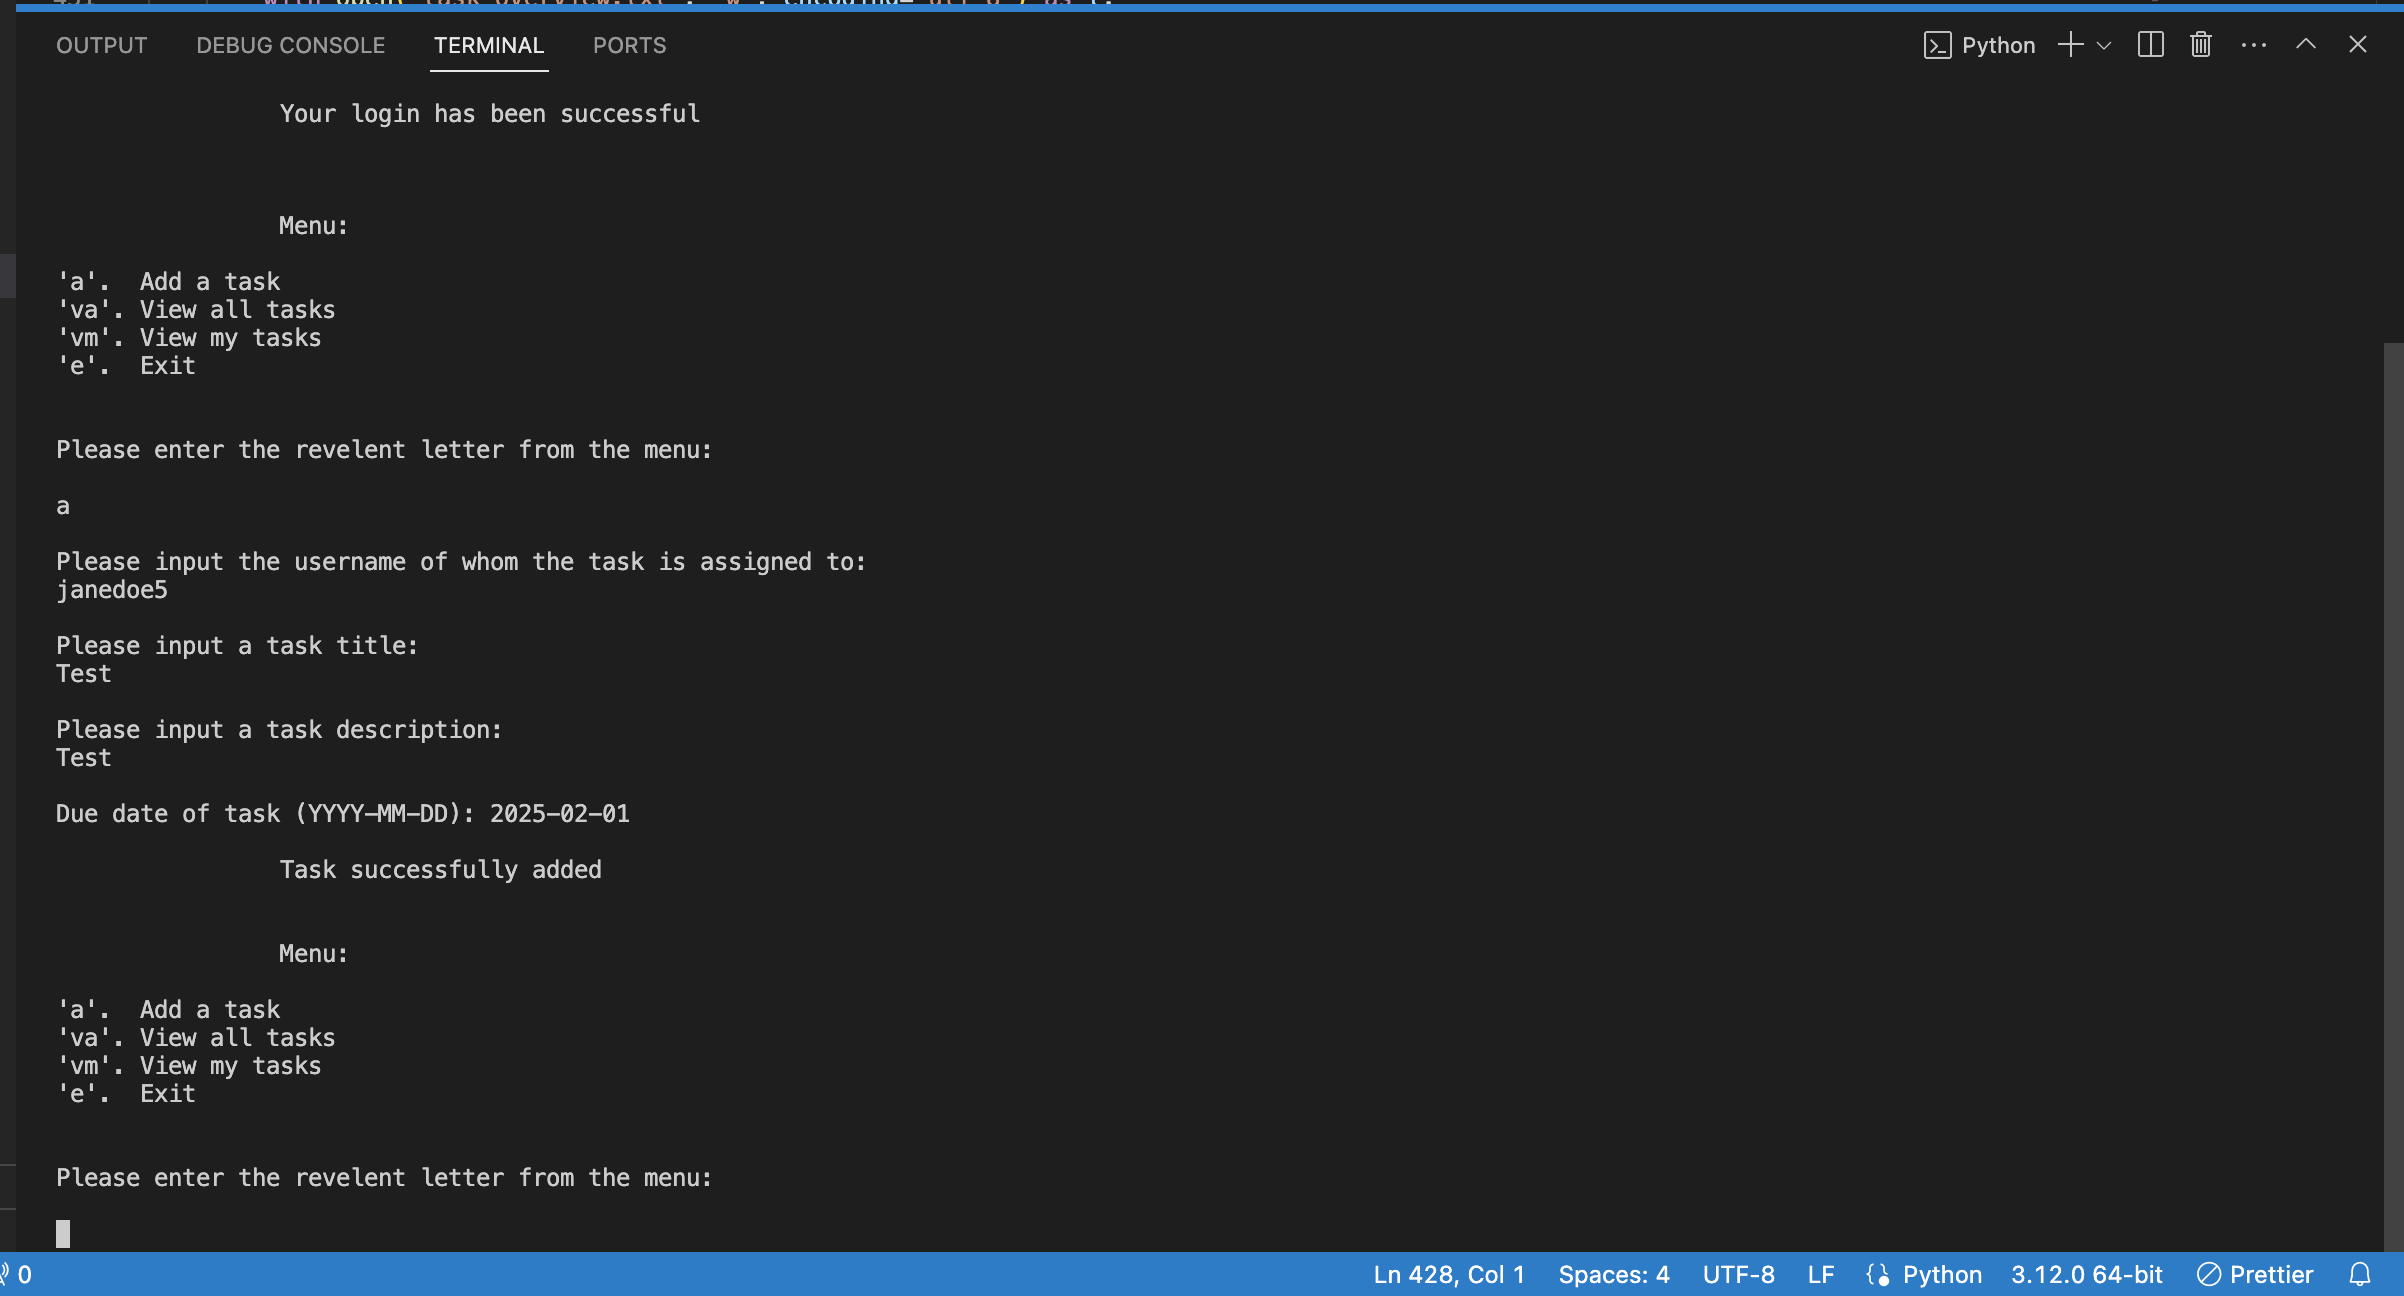 OUTPUT DEBUG CONSOLE TERMINAL PORTS Python
Your login has been successful
Menu:
'a'. Add a task
'va'. View all tasks
'vm'. View my tasks
'e'. Exit
Please enter the revelent letter from the menu:
a
Please input the username of whom the task is assigned to:
janedoe5
Please input a task title:
Test
Please input a task description:
Test
Due date of task (YYYY-MM-DD): 2025-02-01
Task successfully added
Menu:
'a'. Add a task
'va'. View all tasks
'vm'. View my tasks
'e'. Exit
Please enter the revelent letter from the menu:
0 Ln 428, Col 1 Spaces: 4 UTF-8 LF Python 3.12.0 64-bit Prettier